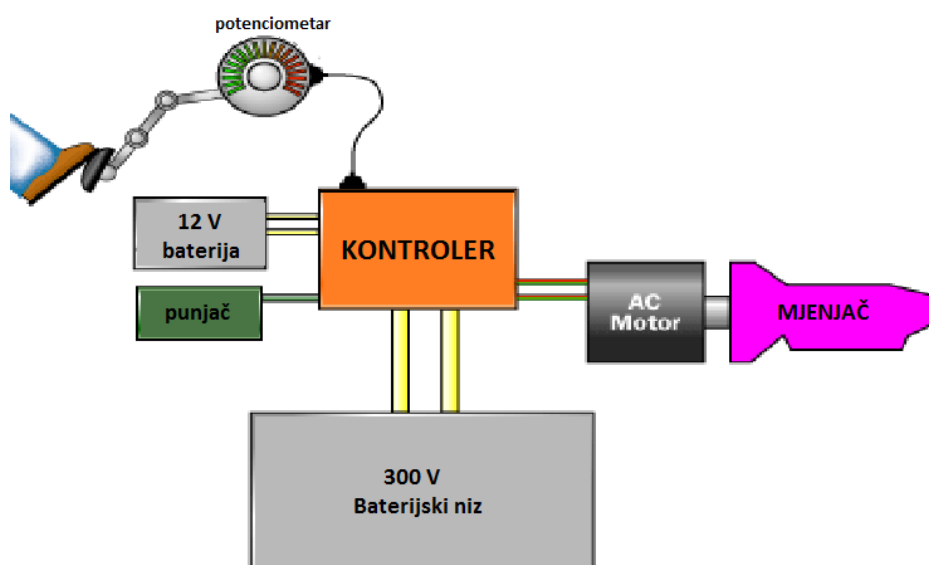 potenciometar
12 V
baterija
KONTROLER
punjač
AC
Motor
MJENJAČ
300 V
Baterijski niz